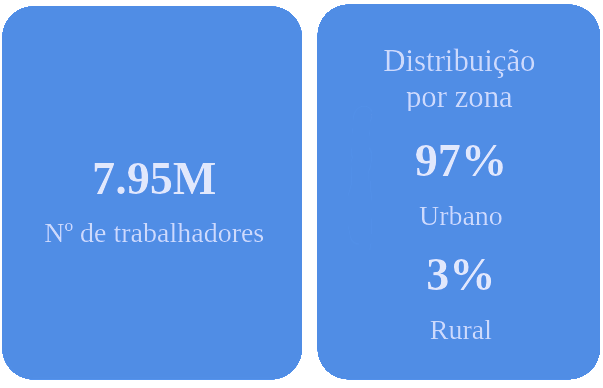 7.95M
Nº de trabalhadores
Distribuição
por zona
97%
Urbano
3%
Rural